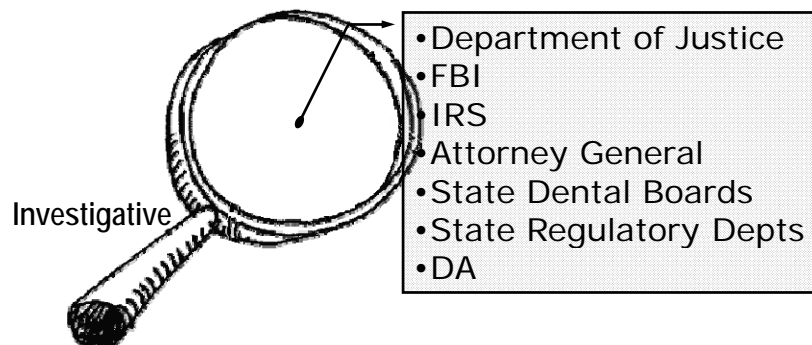 •Department of Justice
•FBI
•IRS
•Attorney General
•State Dental Boards
•State Regulatory Depts
•DA
Investigative